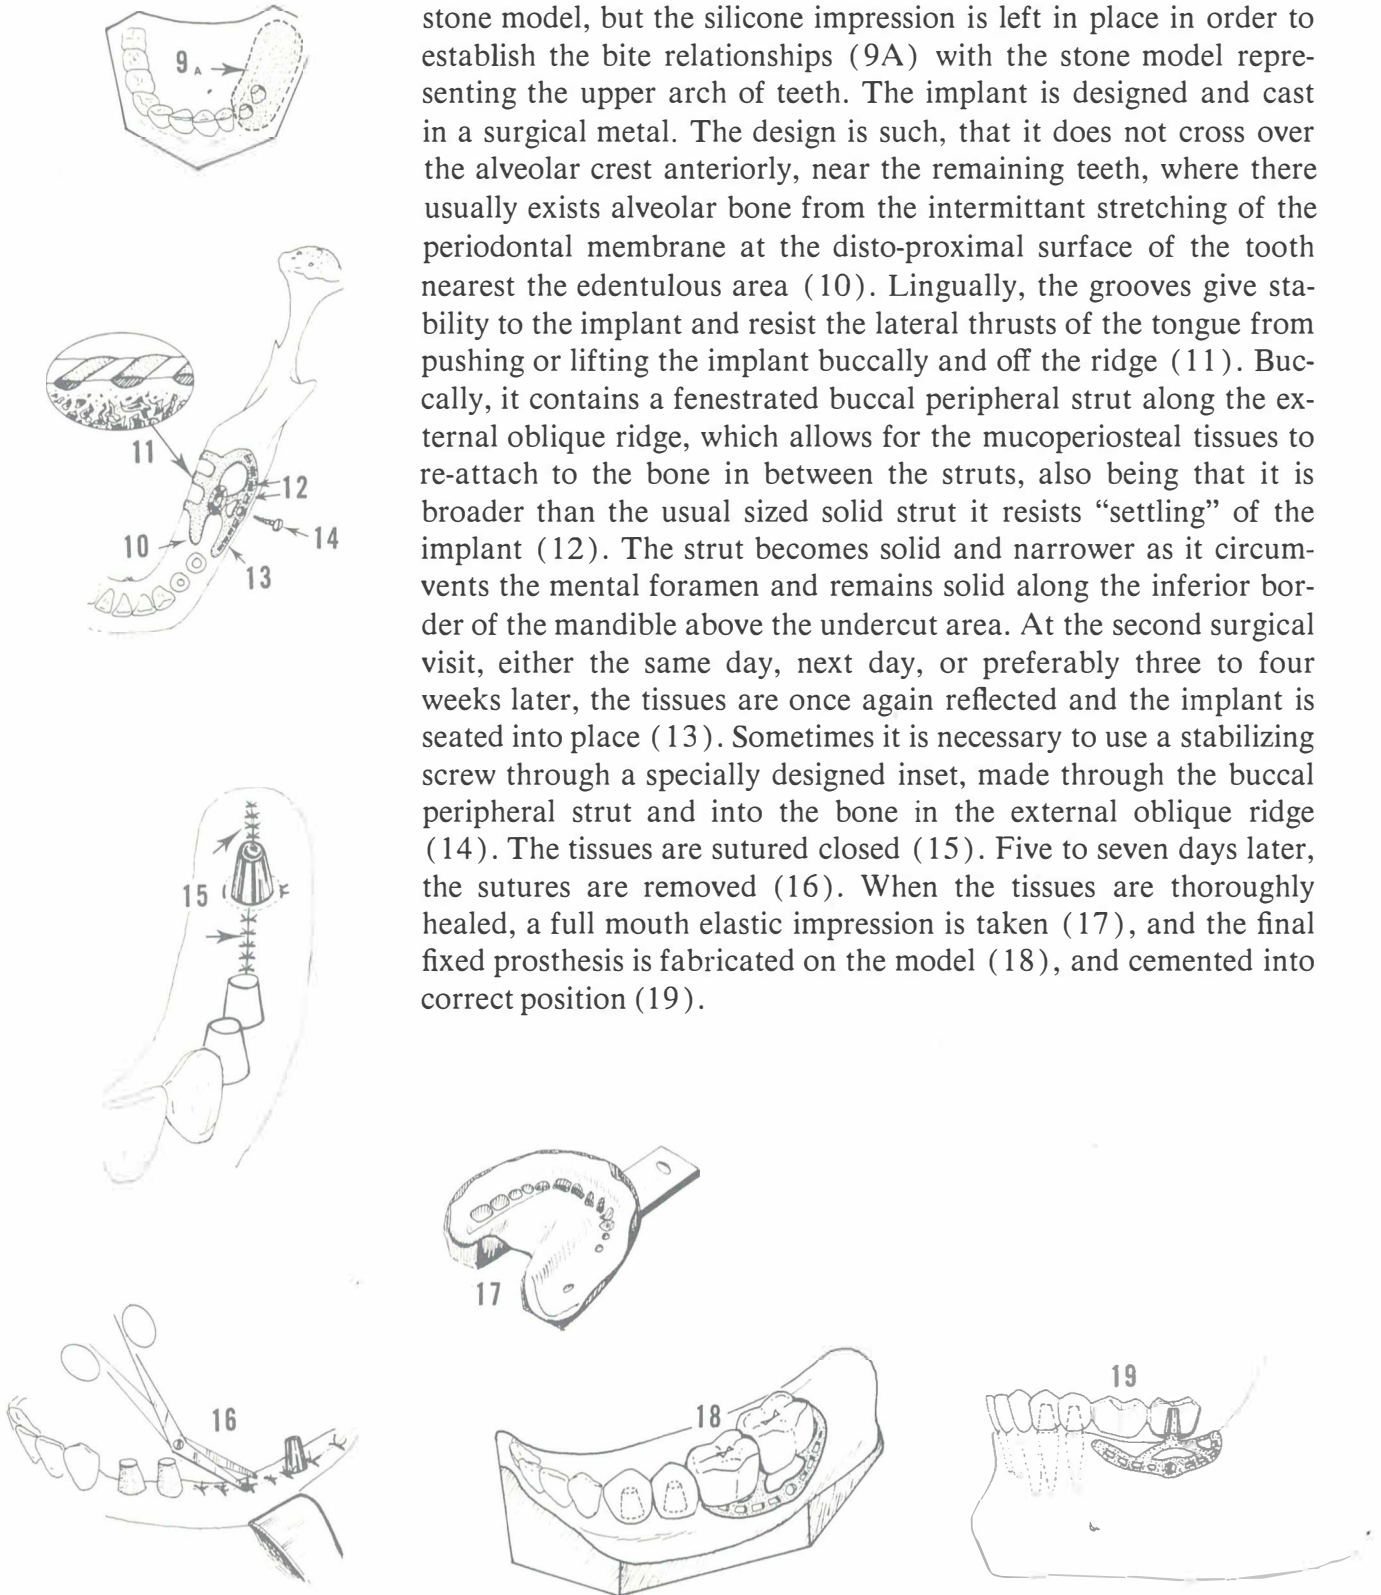 stone model, but the silicone impression is left in place in order to
establish the bite relationships (9A) with the stone model repre-
senting the upper arch of teeth. The implant is designed and cast
in a surgical metal. The design is such, that it does not cross over
the alveolar crest anteriorly, near the remaining teeth, where there
usually exists alveolar bone from the intermittant stretching of the
periodontal membrane at the disto-proximal surface of the tooth
nearest the edentulous area (10). Lingually, the grooves give sta-
bility to the implant and resist the lateral thrusts of the tongue from
pushing or lifting the implant buccally and off the ridge (11). Buc-
cally, it contains a fenestrated buccal peripheral strut along the ex-
ternal oblique ridge, which allows for the mucoperiosteal tissues to
re-attach to the bone in between the struts, also being that it is
broader than the usual sized solid strut it resists “settling” of the
implant (12). The strut becomes solid and narrower as it circum-
vents the mental foramen and remains solid along the inferior bor-
der of the mandible above the undercut area. At the second surgical
visit, either the same day, next day, or preferably three to four
weeks later, the tissues are once again reflected and the implant is
seated into place (13). Sometimes it is necessary to use a stabilizing
screw through a specially designed inset, made through the buccal
peripheral strut and into the bone in the external oblique ridge
(14). The tissues are sutured closed (15). Five to seven days later,
the sutures are removed (16). When the tissues are thoroughly
healed, a full mouth elastic impression is taken (17), and the final
fixed prosthesis is fabricated on the model (18), and cemented into
correct position (19).
9A
11
12
14
10
13
15
17
16
18
19